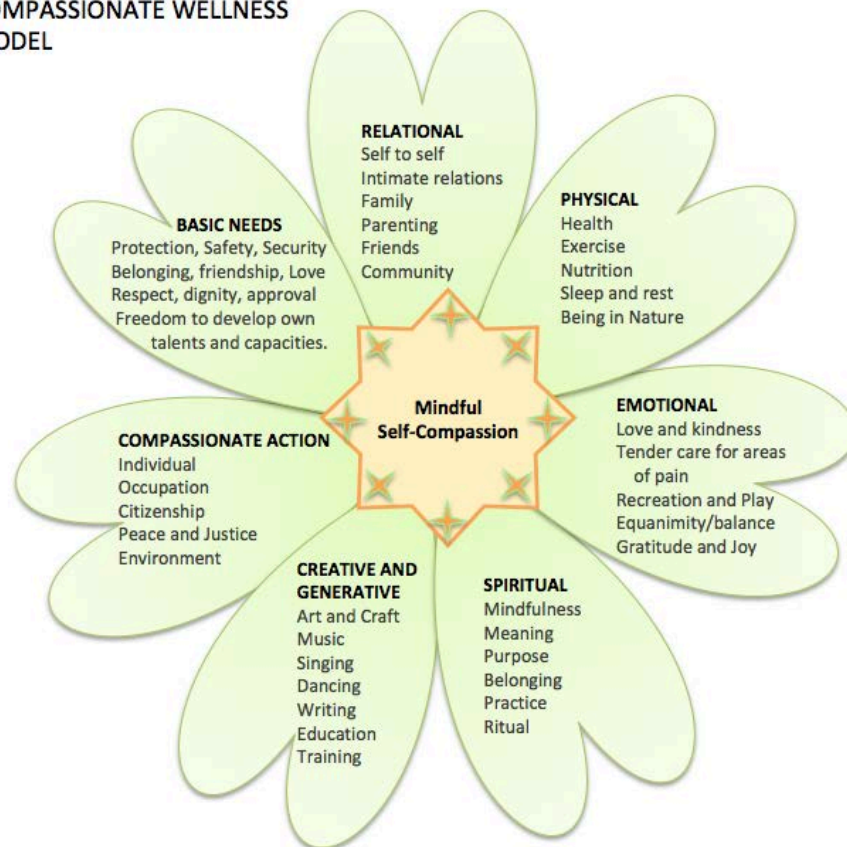 OMPASSIONATE WELLNESS
ODEL
RELATIONAL
Self to self
Intimate relations
Family
Parenting
Friends
Community
PHYSICAL
Health
Exercise
Nutrition
Sleep and rest
Being in Nature
EMOTIONAL
Love and kindness
Tender care for areas
of pain
Recreation and Play
Equanimity/balance
Gratitude and Joy
SPIRITUAL
Mindfulness
Meaning
Purpose
Belonging
Practice
Ritual
CREATIVE AND
GENERATIVE
Art and Craft
Music
Singing
Dancing
Writing
Education
Training
COMPASSIONATE ACTION
Individual
Occupation
Citizenship
Peace and Justice
Environment
BASIC NEEDS
Protection, Safety, Security
Belonging, friendship, Love
Respect, dignity, approval
Freedom to develop own
talents and capacities.
Mindful
Self-Compassion